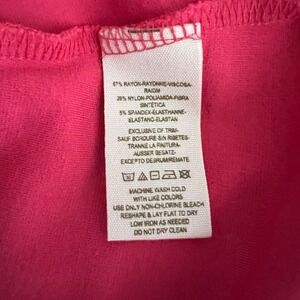 67% RAYON-RAYONNE-VISCOSA-
RAION
28% NYLON-POLIAMIDA-FIBRA
SINTÉTICA
5% SPANDEX-ELASTHANNE-
ELASTANO-ELASTAN
EXCLUSIVE OF TRIM-
SAUF BORDURE-SIN RIBETES-
TRANNE LA FINITURA-
AUSSER BESATZ-
EXCEPTO DEBRUM/REMATE
MACHINE WASH COLD
WITH LIKE COLORS
USE ONLY NON-CHLORINE BLEACH
RESHAPE & LAY FLAT TO DRY
LOW IRON AS NEEDED
DO NOT DRY CLEAN